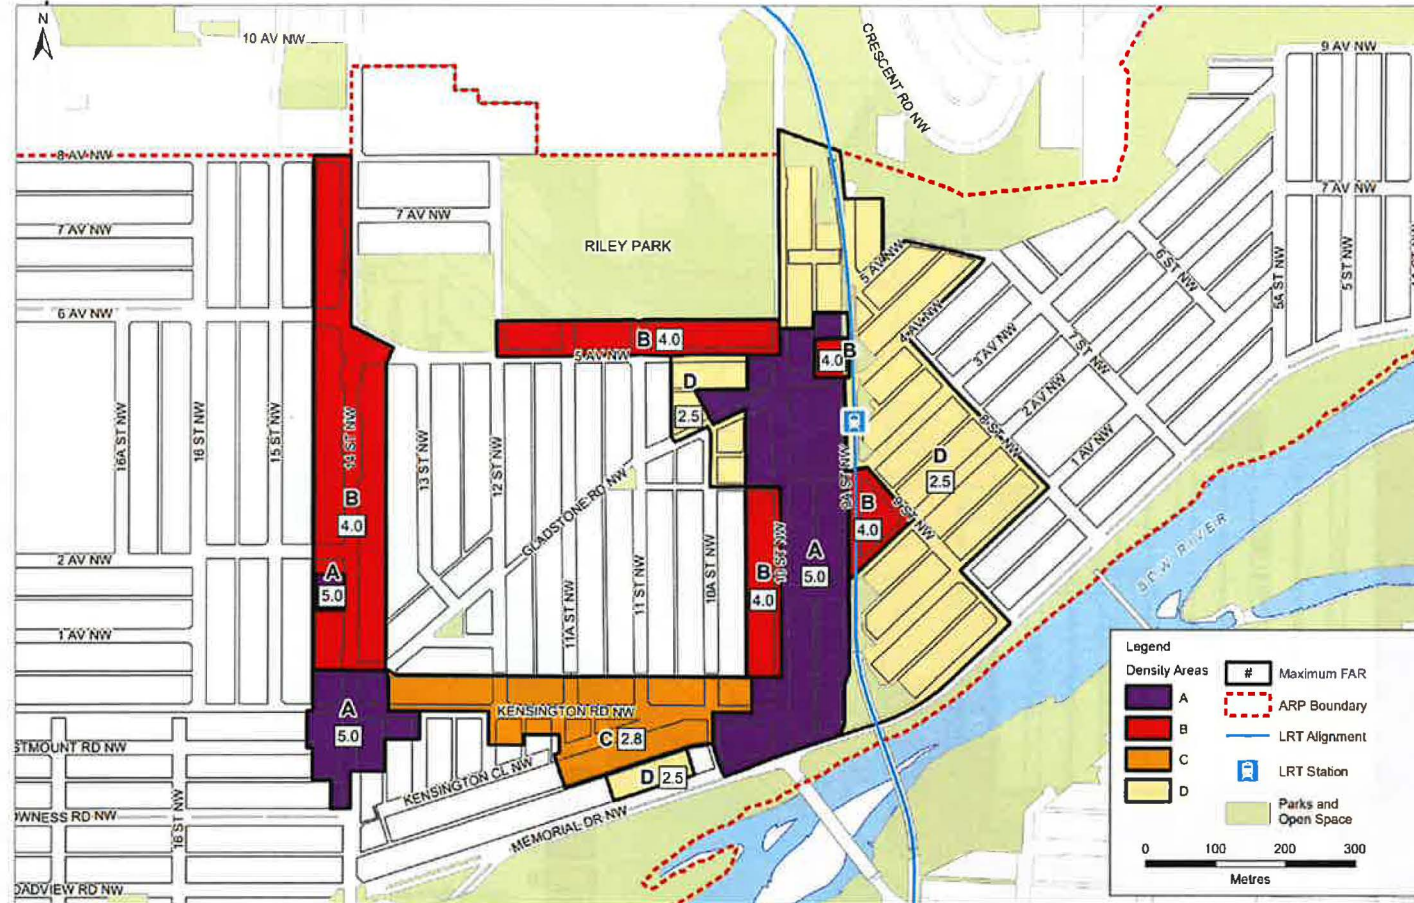 N
10 AV NW
CRESCENT RD NW
9 AV NW
8 AV NW
7 AV NW
7 AV NW
7 AV NW
RILEY PARK
5 AV NW
6 ST NW
5A ST NW
5 ST NW
6 AV NW
4 AV NW
3 AV NW
7 ST NW
B 4.0
B
4.0
5 AV NW
D
2.5
2 AV NW
16A ST NW
16 ST NW
15 ST NW
14 ST NW
13 ST NW
12 ST NW
8 ST NW
1 AV NW
D
2.5
9A ST NW
GLADSTONE RD NW
B
4.0
B
4.0
9 ST NW
BOW RIVER
2 AV NW
A
5.0
A
5.0
B
4.0
10 ST NW
11A ST NW
11 ST NW
10A ST NW
1 AV NW
A
5.0
KENSINGTON RD NW
C 2.8
STMOUNT RD NW
KENSINGTON CL NW
D 2.5
MEMORIAL DR NW
OWNESS RD NW
16 ST NW
OADVIEW RD NW
Legend
Density Areas
A
B
C
D
# Maximum FAR
ARP Boundary
LRT Alignment
LRT Station
Parks and
Open Space
0 100 200 300
Metres